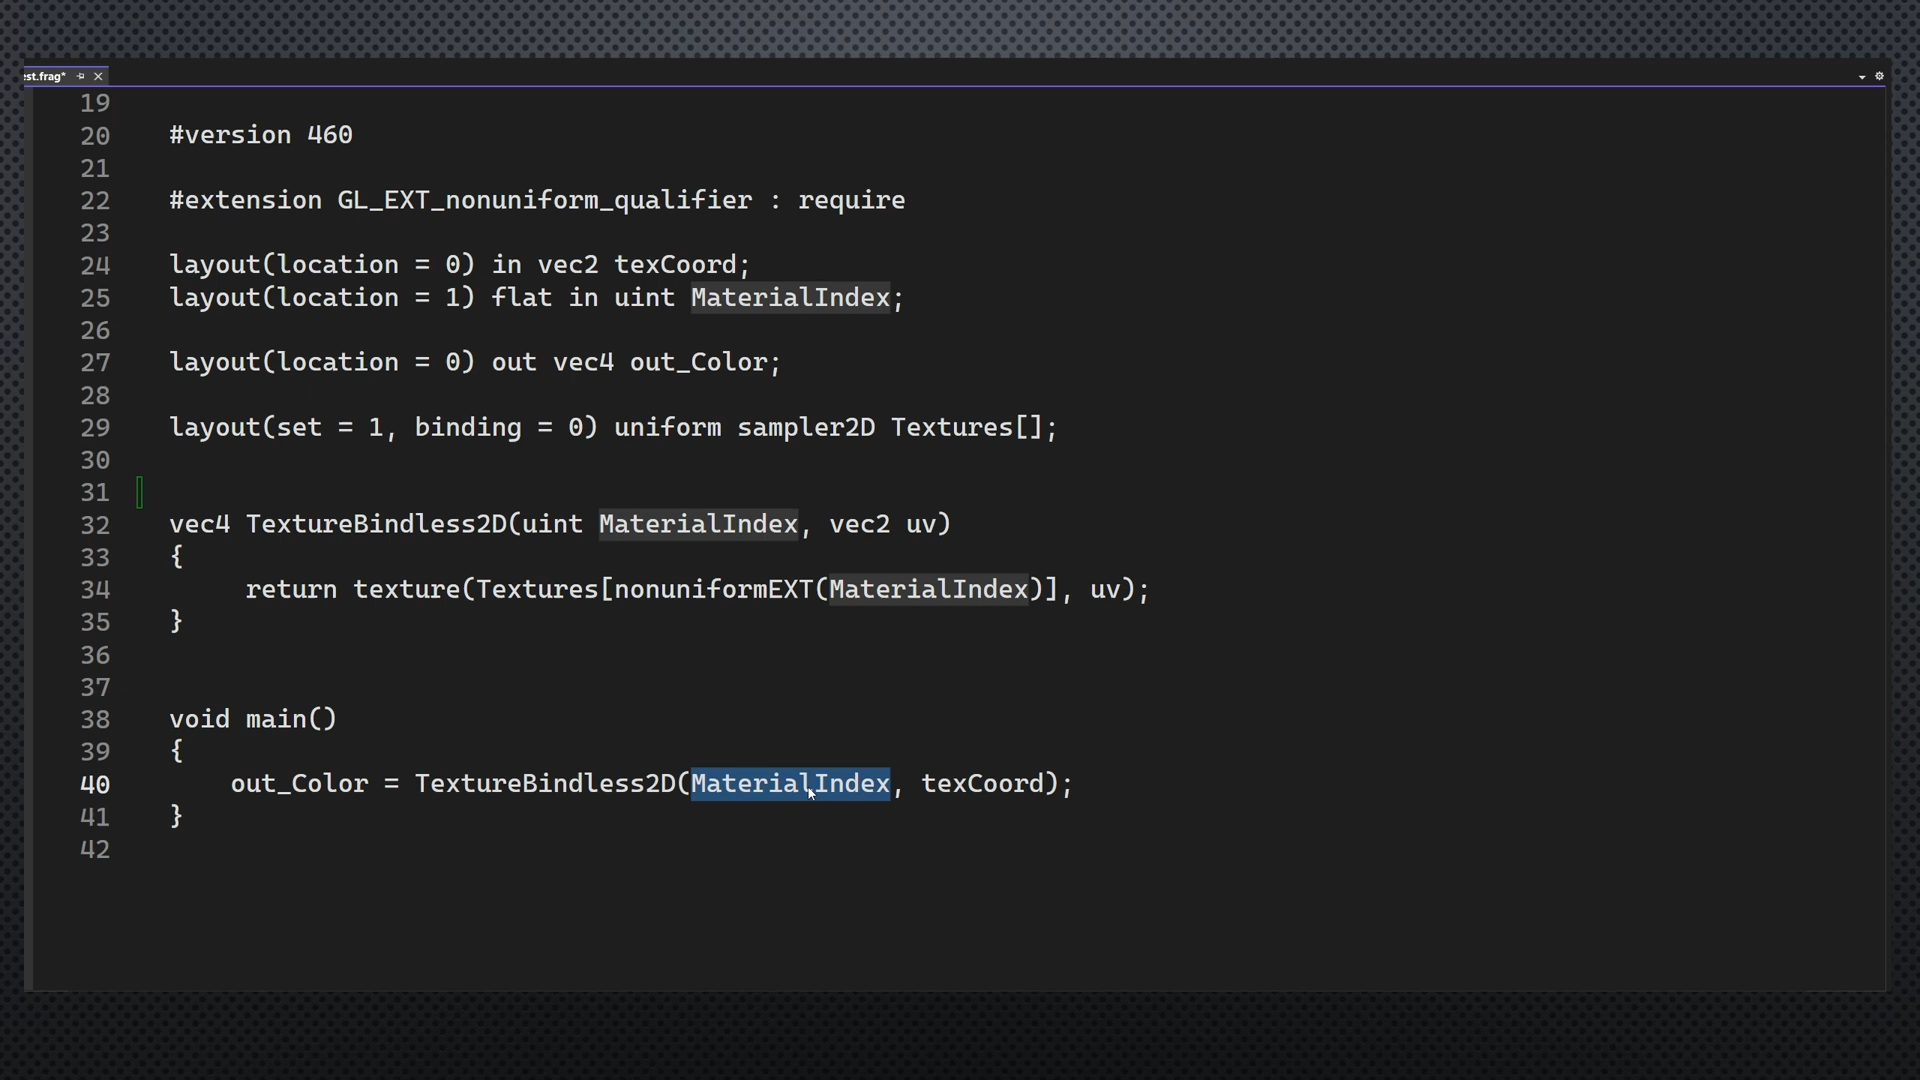 est.frag*
19
20 #version 460
21
22 #extension GL_EXT_nonuniform_qualifier : require
23
24 layout(location = 0) in vec2 texCoord;
25 layout(location = 1) flat in uint MaterialIndex;
26
27 layout(location = 0) out vec4 out_Color;
28
29 layout(set = 1, binding = 0) uniform sampler2D Textures[];
30
31
32 vec4 TextureBindless2D(uint MaterialIndex, vec2 uv)
33 {
34 return texture(Textures[nonuniformEXT(MaterialIndex)], uv);
35 }
36
37
38 void main()
39 {
40 out_Color = TextureBindless2D(MaterialIndex, texCoord);
41 }
42